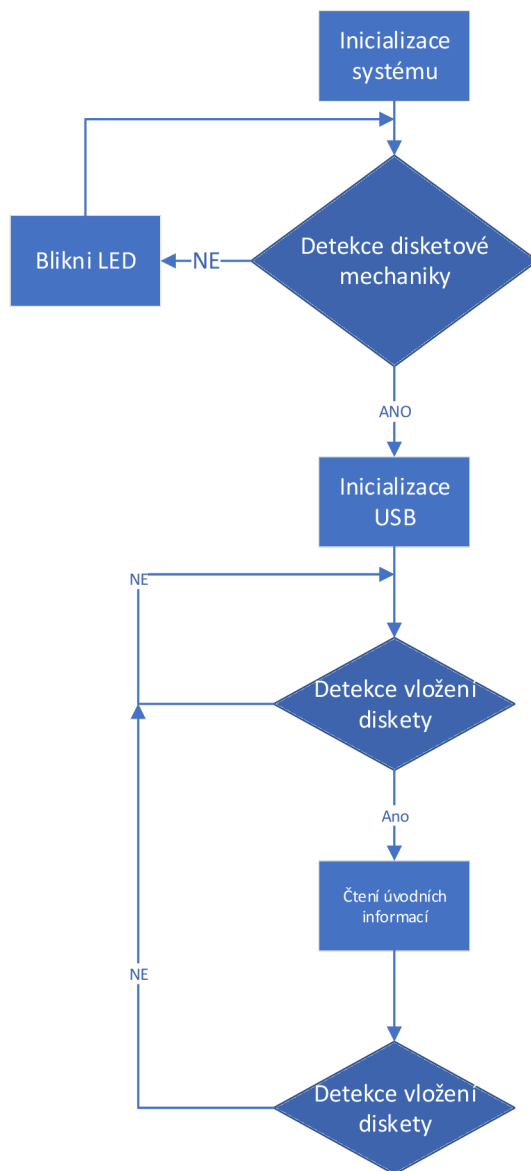 Inicializace
systému
Detekce disketové
mechaniky
Blikni LED
NE
ANO
Inicializace
USB
NE
Detekce vložení
diskety
Ano
Čtení úvodních
informací
NE
Detekce vložení
diskety